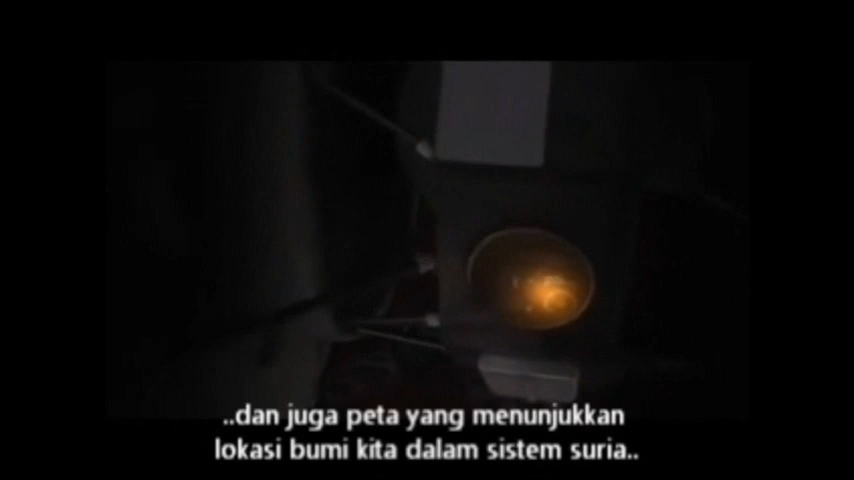 ..dan juga peta yang menunjukkan
lokasi bumi kita dalam sistem suria..